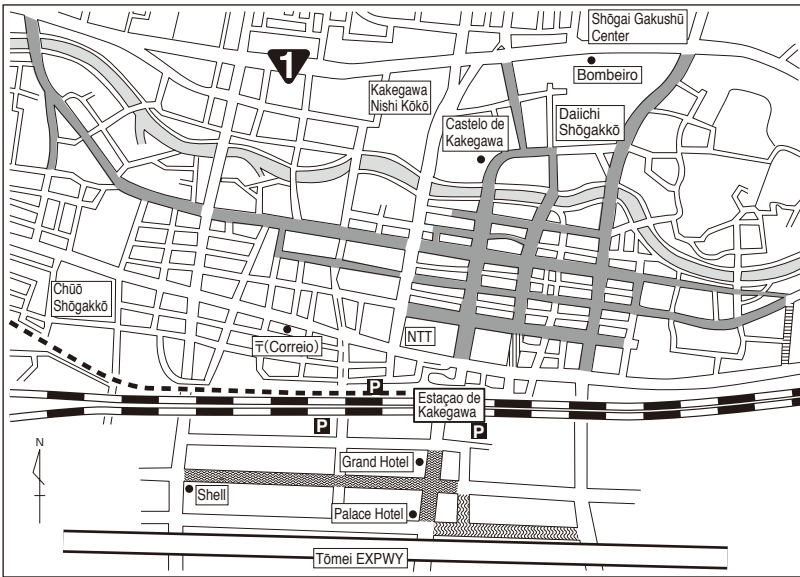 Shōgai Gakushū
Center
1
Bombeiro
Kakegawa
Nishi Kōkō
Castelo de
Kakegawa
Daiichi
Shōgakkō
Chūō
Shōgakkō
〒(Correio)
NTT
P
Estaçao de
Kakegawa
P
P
N
Grand Hotel
Shell
Palace Hotel
Tōmei EXPWY